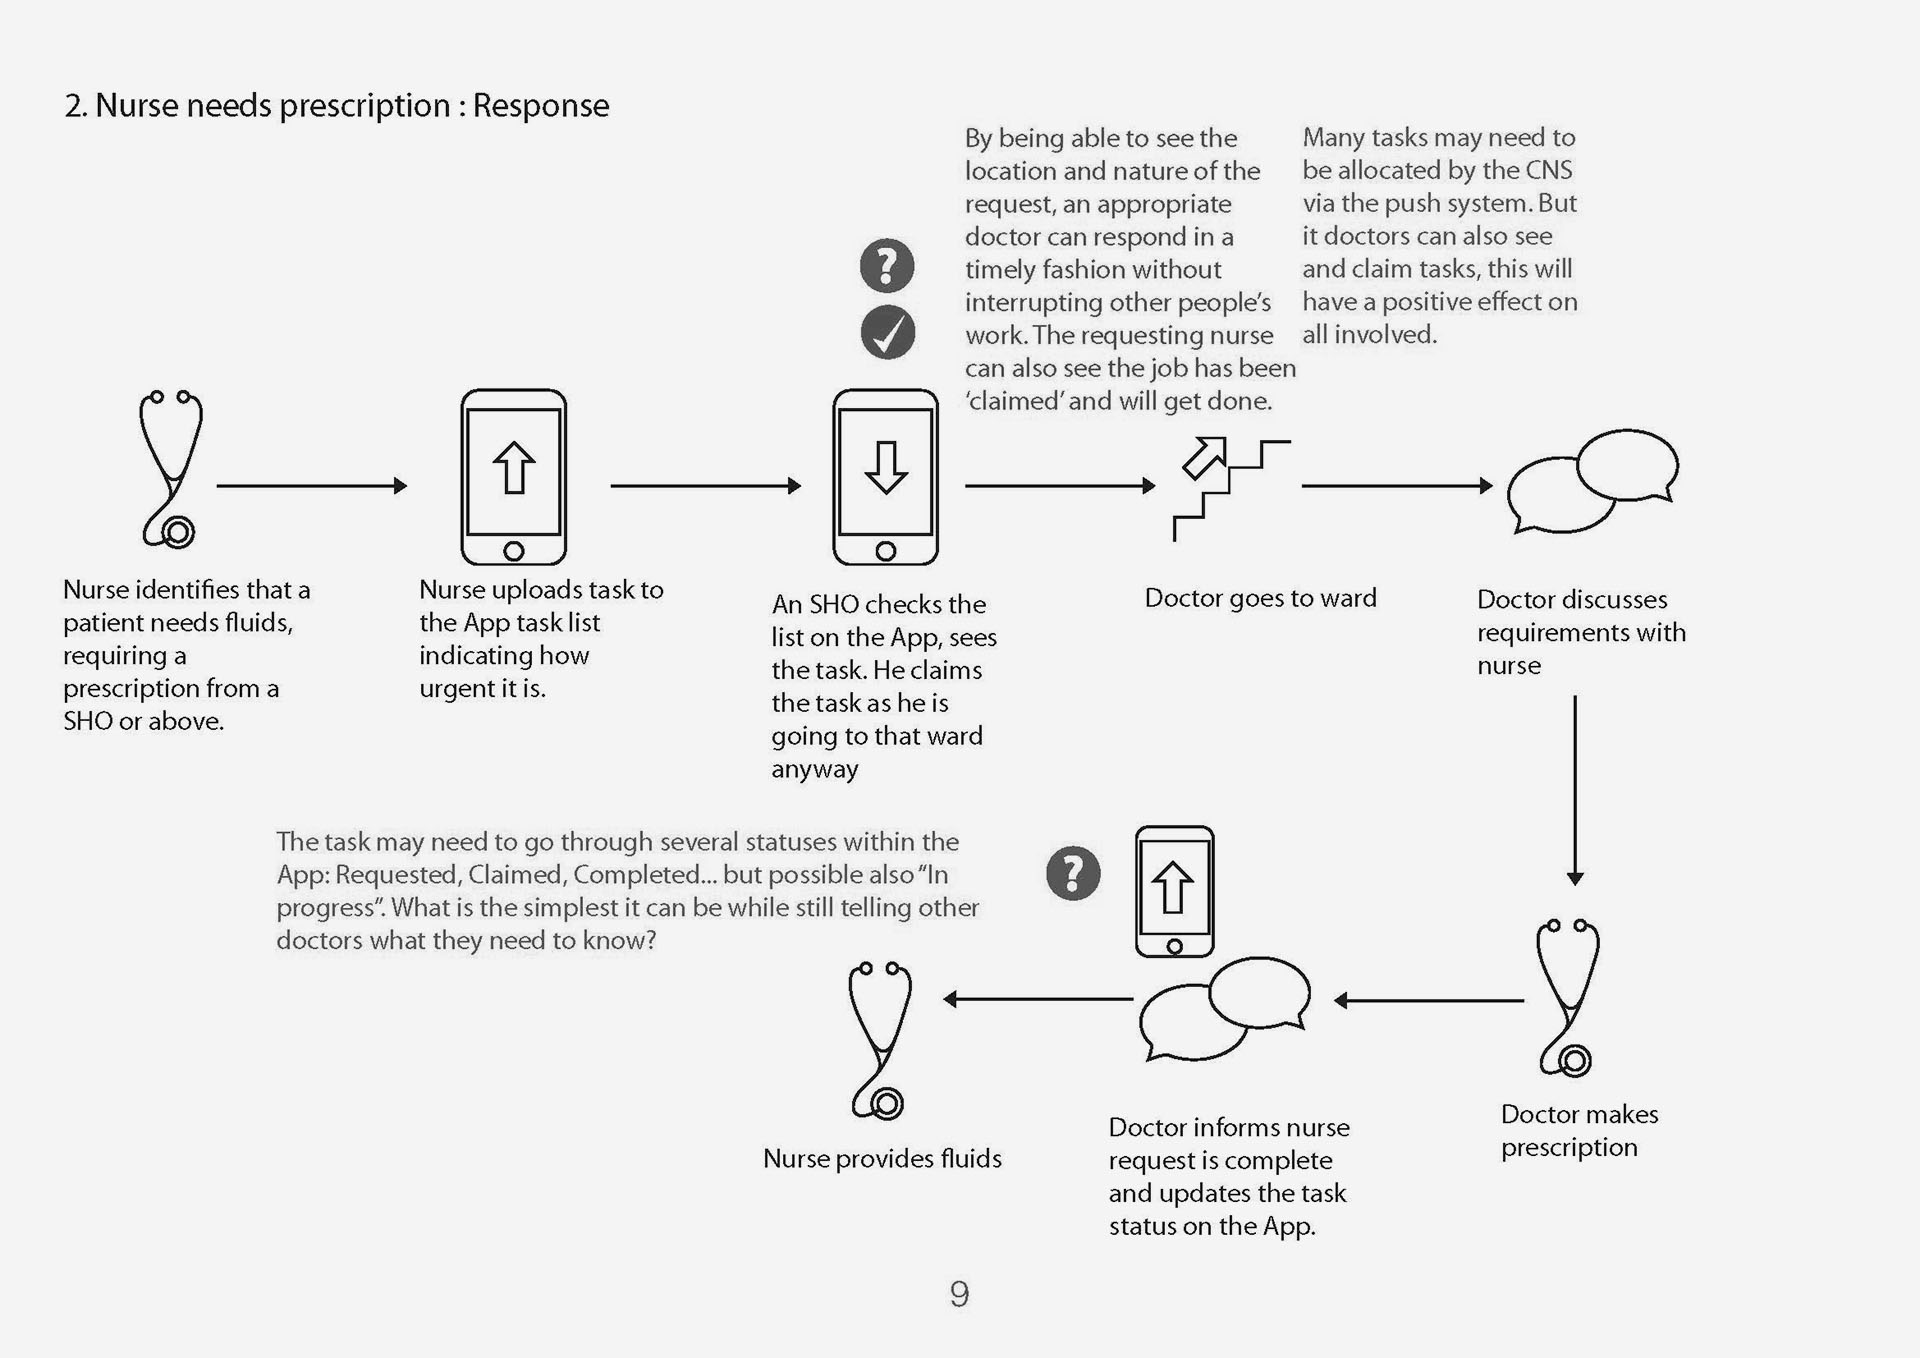 2. Nurse needs prescription : Response
By being able to see the
location and nature of the
request, an appropriate
doctor can respond in a
timely fashion without
interrupting other people's
work. The requesting nurse
can also see the job has been
'claimed' and will get done.
Many tasks may need to
be allocated by the CNS
via the push system. But
it doctors can also see
and claim tasks, this will
have a positive effect on
all involved.
?
Nurse identifies that a
patient needs fluids,
requiring a
prescription from a
SHO or above.
Nurse uploads task to
the App task list
indicating how
urgent it is.
An SHO checks the
list on the App, sees
the task. He claims
the task as he is
going to that ward
anyway
Doctor goes to ward
Doctor discusses
requirements with
nurse
The task may need to go through several statuses within the
App: Requested, Claimed, Completed... but possible also "In
progress". What is the simplest it can be while still telling other
doctors what they need to know?
?
Doctor makes
prescription
Doctor informs nurse
request is complete
and updates the task
status on the App.
Nurse provides fluids
9